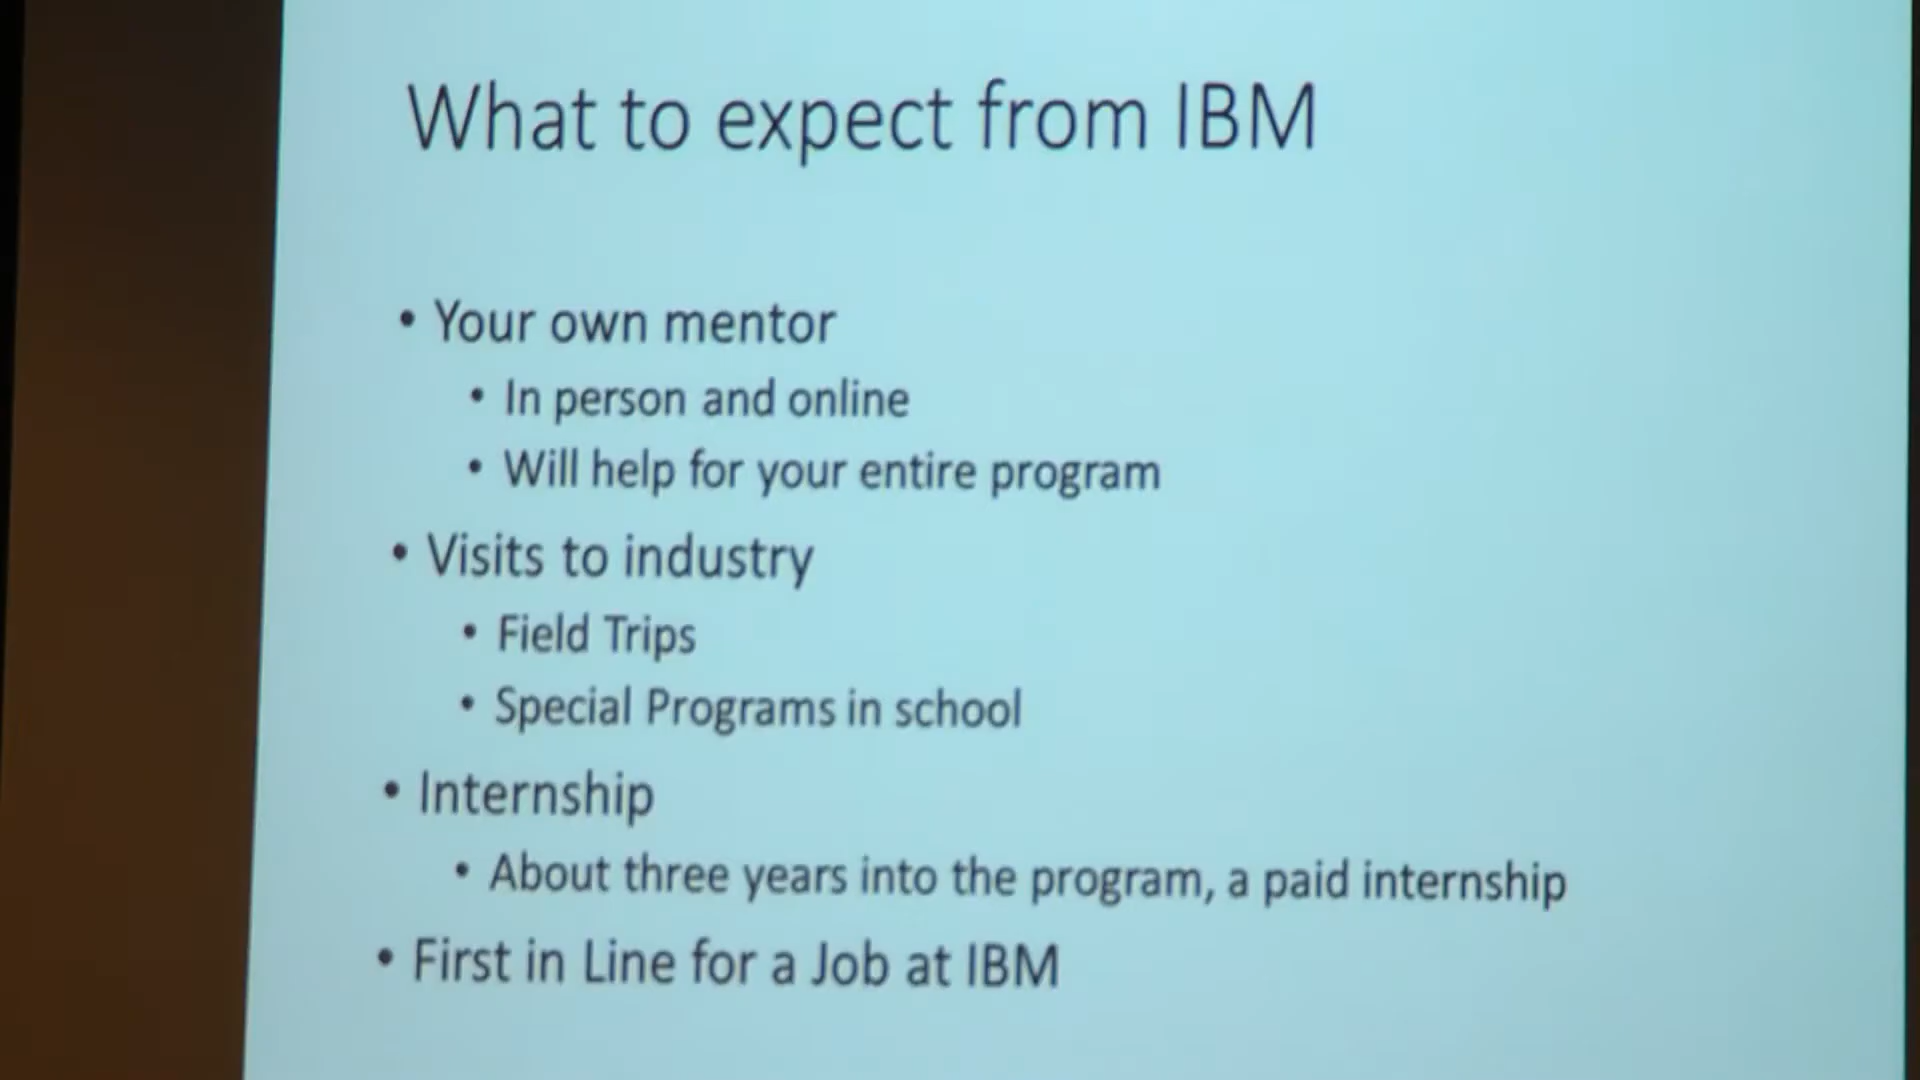 What to expect from IBM
• Your own mentor
• In person and online
• Will help for your entire program
• Visits to industry
• Field Trips
• Special Programs in school
• Internship
• About three years into the program, a paid internship
• First in Line for a Job at IBM